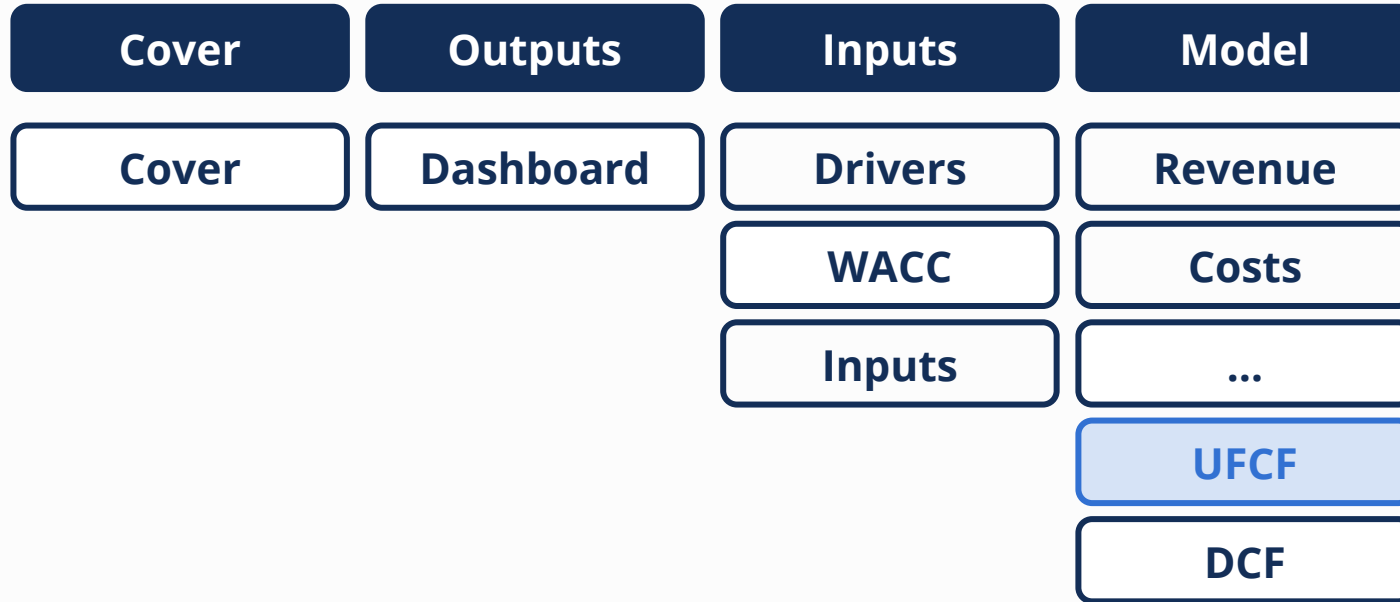 Cover
Outputs
Inputs
Model
Cover
Dashboard
Drivers
Revenue
WACC
Costs
Inputs
...
UFCF
DCF